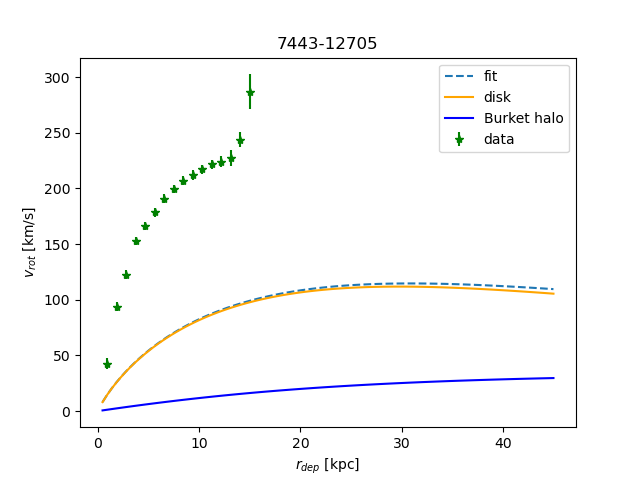 7443-12705
fit
disk
Burket halo
data
v_rot [km/s]
300
250
200
150
100
50
0
0 10 20 30 40
r_dep [kpc]